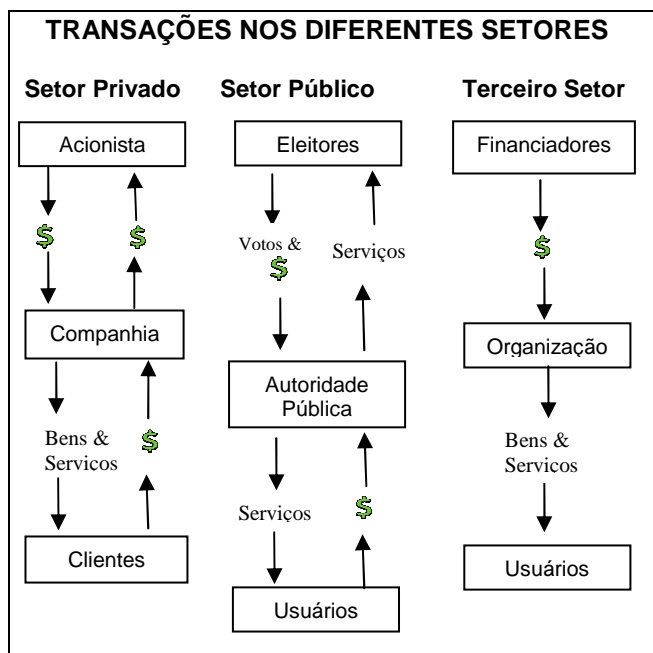 TRANSAÇÕES NOS DIFERENTES SETORES
Setor Privado
Setor Público
Terceiro Setor
Acionista
Eleitores
Financiadores
$
$
Votos &
$
Serviços
$
Companhia
Organização
Autoridade
Pública
Bens &
Servicos
$
Bens &
Servicos
Serviços
$
Clientes
Usuários
Usuários